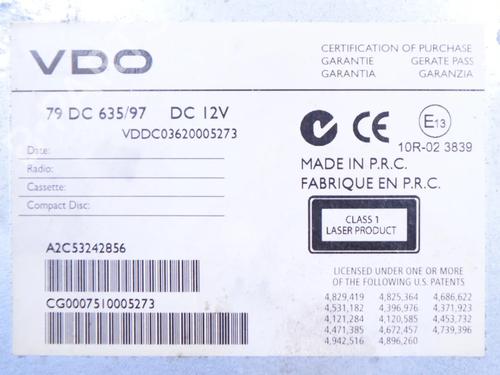 VDO
CERTIFICATION OF PURCHASE
GARANTIE GERATE PASS
GARANTIA GARANZIA
79 DC 635/97 DC 12V
VDDC03620005273
CE E13
10R-02 3839
Date:
Radio:
Cassette:
Compact Disc:
MADE IN P.R.C.
FABRIQUE EN P.R.C.
CLASS 1
LASER PRODUCT
A2C53242856
CG0007510005273
LICENSED UNDER ONE OR MORE
OF THE FOLLOWING U.S. PATENTS
4,829,419 4,825,364 4,686,622
4,531,182 4,396,976 4,371,923
4,121,284 4,120,585 4,453,732
4,471,385 4,672,457 4,739,396
4,942,516 4,896,260